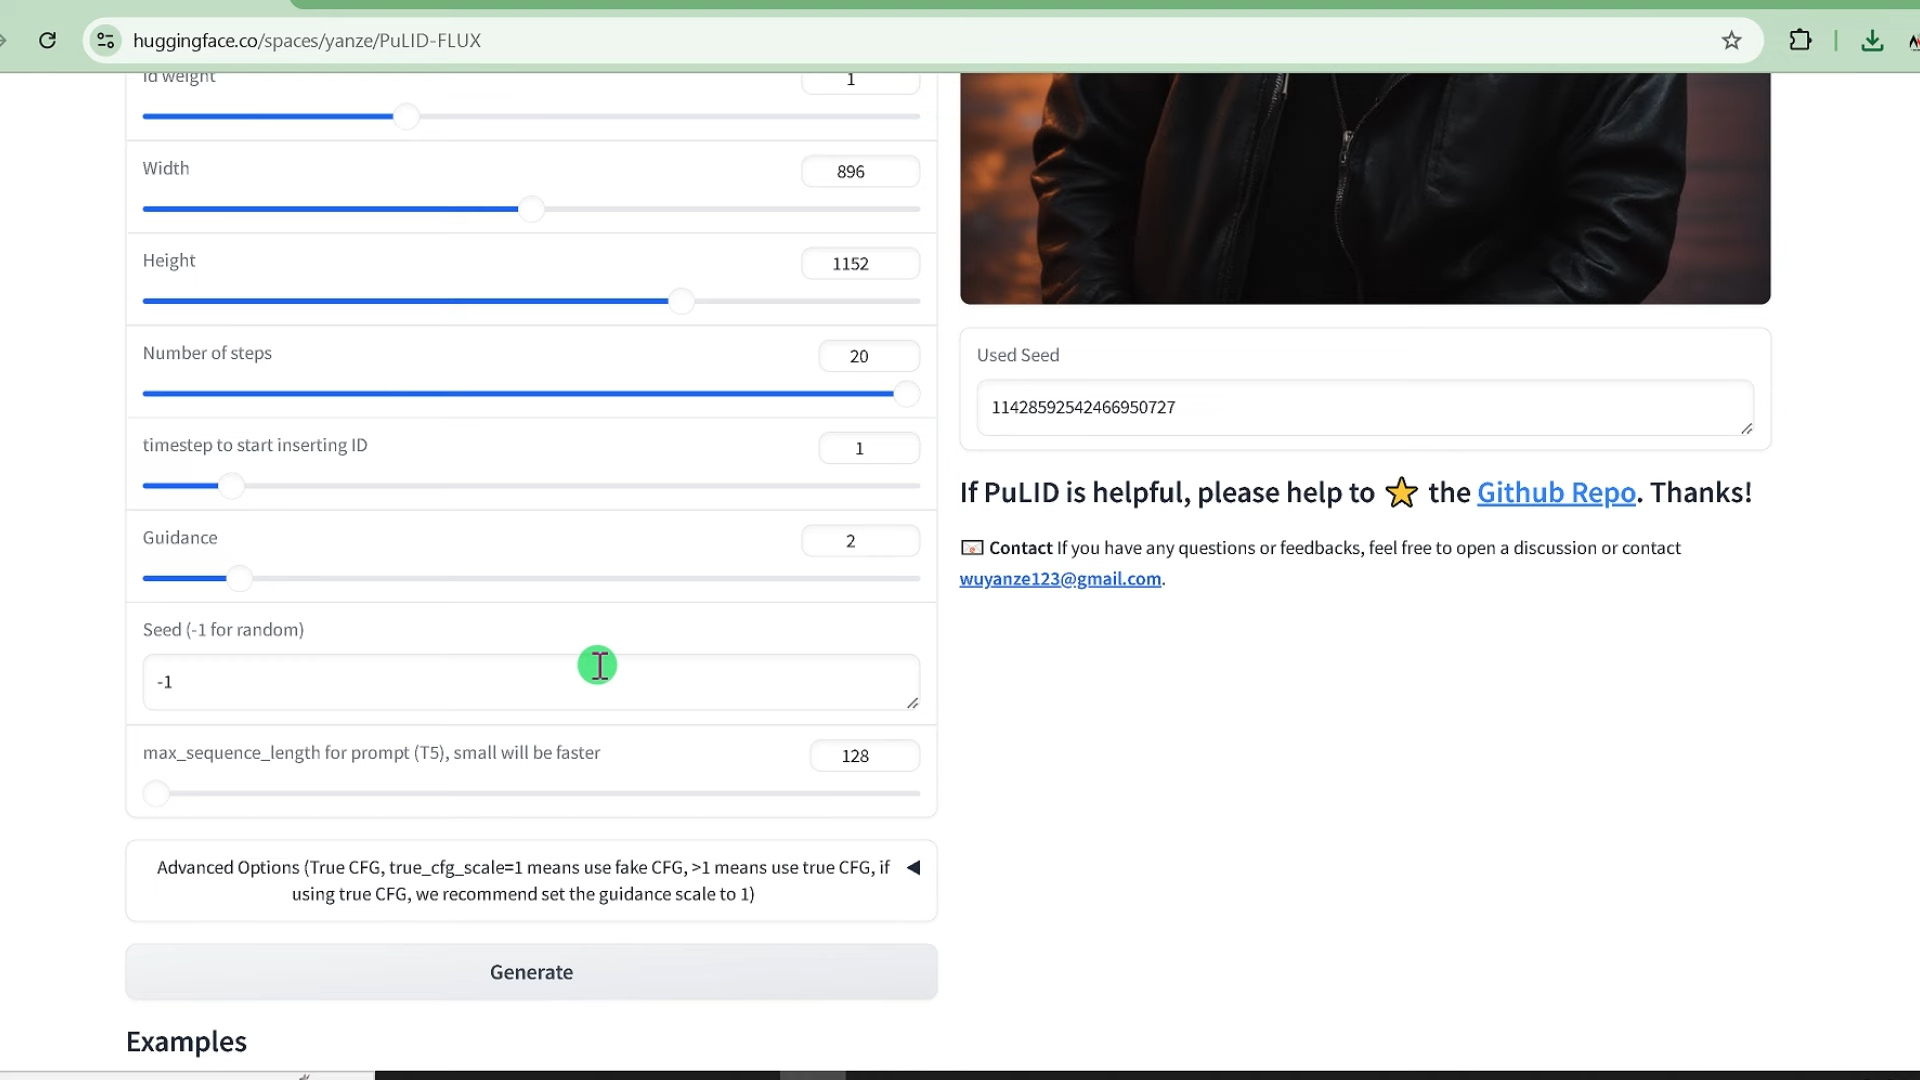 huggingface.co/spaces/yanze/PuLID-FLUX
id weight
1
Width
896
Height
1152
Number of steps
20
timestep to start inserting ID
1
Guidance
2
Seed (-1 for random)
-1
max_sequence_length for prompt (T5), small will be faster
128
Advanced Options (True CFG, true_cfg_scale=1 means use fake CFG, >1 means use true CFG, if
using true CFG, we recommend set the guidance scale to 1)
Generate
Examples
Used Seed
11428592542466950727
If PuLID is helpful, please help to ⭐ the Github Repo. Thanks!
📧 Contact If you have any questions or feedbacks, feel free to open a discussion or contact
wuyanze123@gmail.com.